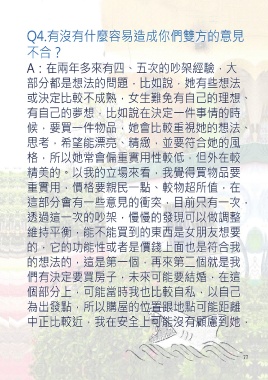 Q4.有沒有什麼容易造成你們雙方的意見
不合？
A：在兩年多來有四、五次的吵架經驗，大
部分都是想法的問題，比如說，她有些想法
或決定比較不成熟，女生難免有自己的理想、
有自己的夢想，比如說在決定一件事情的時
候，要買一件物品，她會比較重視她的想法、
思考，希望能漂亮、精緻，並要符合她的風
格，所以她常會偏重實用性較低，但外在較
精美的。以我的立場來看，我覺得買物品要
重實用，價格要親民一點、較物超所值，在
這部分會有一些意見的衝突，目前只有一次，
透過這一次的吵架，慢慢的發現可以做調整
維持平衡，能不能買到的東西是女朋友想要
的，它的功能性或者是價錢上面也是符合我
的想法的，這是第一個，再來第二個就是我
們有決定要買房子，未來可能要結婚，在這
個部分上，可能當時我也比較自私，以自己
為出發點，所以購屋的位置跟地點可能距離
中正比較近，我在安全上可能沒有顧慮到她，